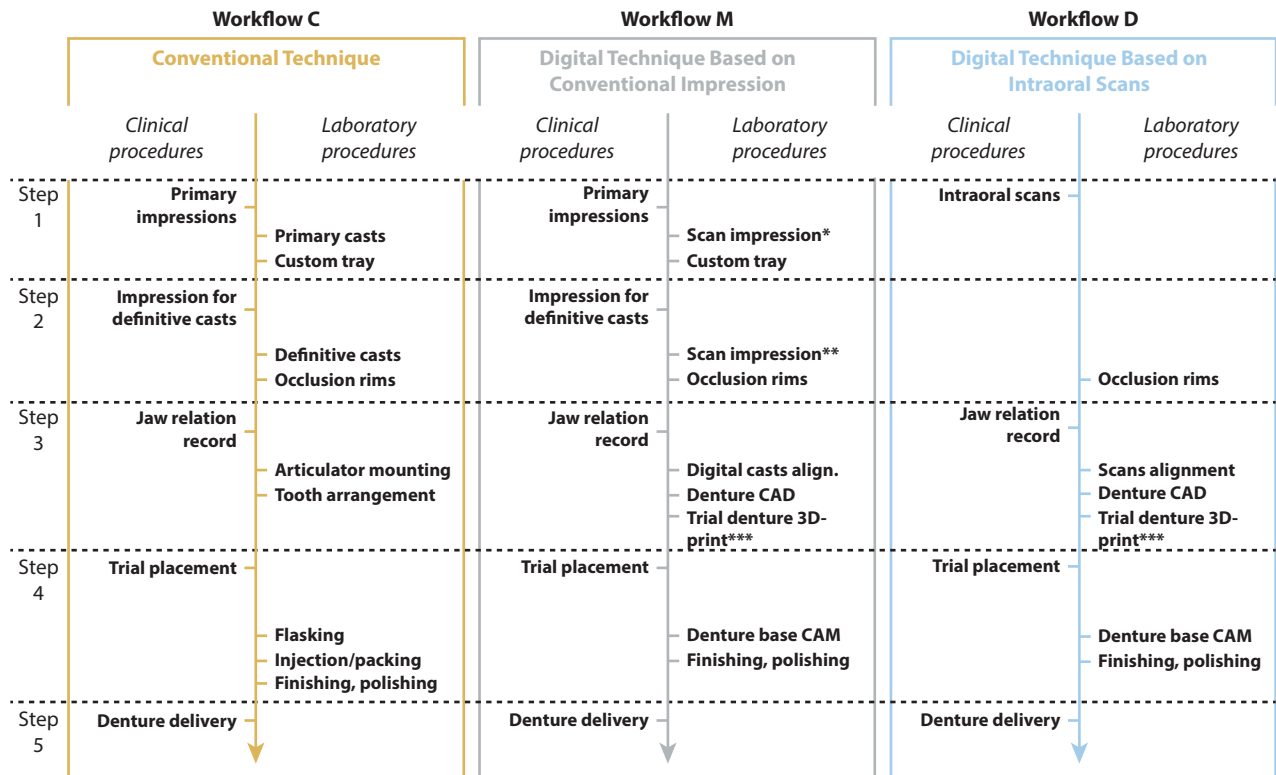 Workflow C
Workflow M
Workflow D
Conventional Technique
Digital Technique Based on
Conventional Impression
Digital Technique Based on
Intraoral Scans
Clinical
procedures
Laboratory
procedures
Clinical
procedures
Laboratory
procedures
Clinical
procedures
Laboratory
procedures
Step
1
Primary
impressions
Primary casts
Custom tray
Primary
impressions
Scan impression*
Custom tray
Intraoral scans
Step
2
Impression for
definitive casts
Definitive casts
Occlusion rims
Impression for
definitive casts
Scan impression**
Occlusion rims
Occlusion rims
Step
3
Jaw relation
record
Articulator mounting
Tooth arrangement
Jaw relation
record
Digital casts align.
Denture CAD
Trial denture 3D-
print***
Jaw relation
record
Scans alignment
Denture CAD
Trial denture 3D-
print***
Step
4
Trial placement
Flasking
Injection/packing
Finishing, polishing
Trial placement
Denture base CAM
Finishing, polishing
Trial placement
Denture base CAM
Finishing, polishing
Step
5
Denture delivery
Denture delivery
Denture delivery